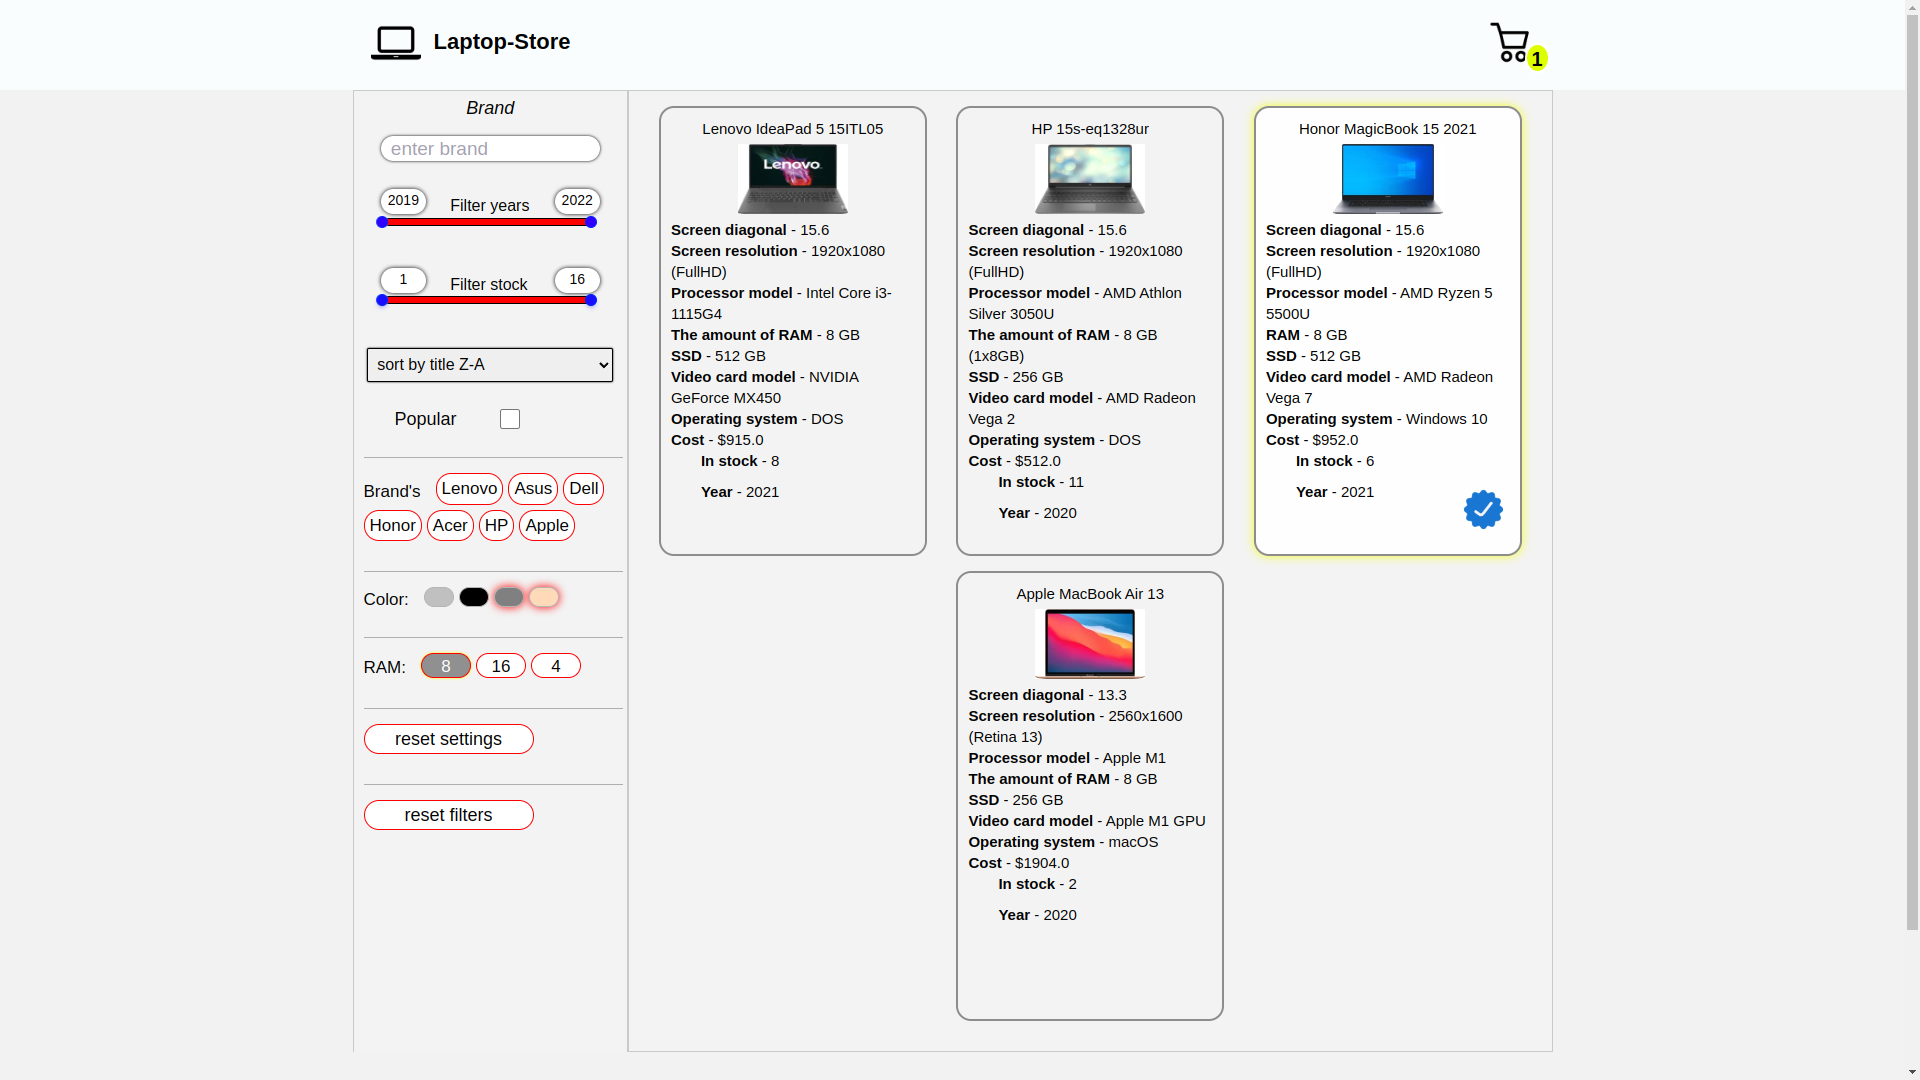 Laptop-Store
1
Brand
enter brand
2019
Filter years
2022
1
Filter stock
16
sort by title Z-A
Popular
Brand's
Lenovo
Asus
Dell
Honor
Acer
HP
Apple
Color:
RAM:
8
16
4
reset settings
reset filters
Lenovo IdeaPad 5 15ITL05
Lenovo
Screen diagonal - 15.6
Screen resolution - 1920x1080
(FullHD)
Processor model - Intel Core i3-
1115G4
The amount of RAM - 8 GB
SSD - 512 GB
Video card model - NVIDIA
GeForce MX450
Operating system - DOS
Cost - $915.0
In stock - 8
Year - 2021
HP 15s-eq1328ur
Screen diagonal - 15.6
Screen resolution - 1920x1080
(FullHD)
Processor model - AMD Athlon
Silver 3050U
The amount of RAM - 8 GB
(1x8GB)
SSD - 256 GB
Video card model - AMD Radeon
Vega 2
Operating system - DOS
Cost - $512.0
In stock - 11
Year - 2020
Honor MagicBook 15 2021
Screen diagonal - 15.6
Screen resolution - 1920x1080
(FullHD)
Processor model - AMD Ryzen 5
5500U
RAM - 8 GB
SSD - 512 GB
Video card model - AMD Radeon
Vega 7
Operating system - Windows 10
Cost - $952.0
In stock - 6
Year - 2021
Apple MacBook Air 13
Screen diagonal - 13.3
Screen resolution - 2560x1600
(Retina 13)
Processor model - Apple M1
The amount of RAM - 8 GB
SSD - 256 GB
Video card model - Apple M1 GPU
Operating system - macOS
Cost - $1904.0
In stock - 2
Year - 2020